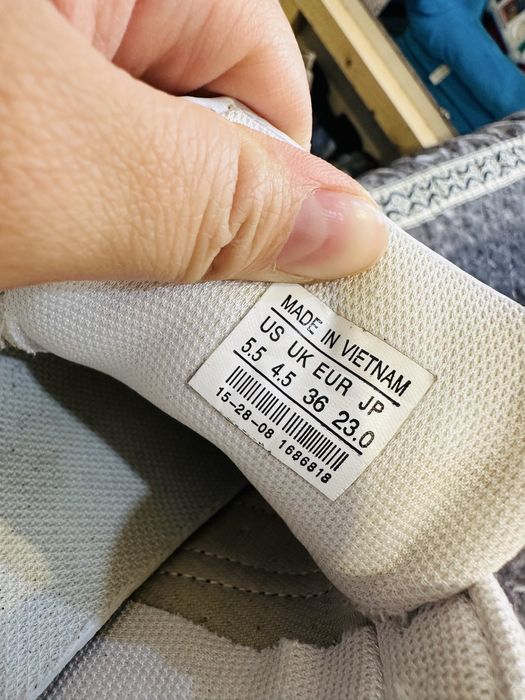 MADE IN VIETNAM
US UK EUR JP
5.5 4.5 36 23.0
15-28-08 1686818